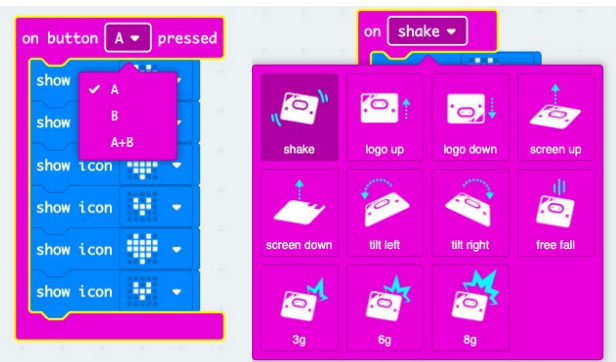 on button A pressed
show
A
show
B
A+B
show icon
show icon
show icon
show icon
on shake
shake
logo up
logo down
screen up
screen down
tilt left
tilt right
free fall
3g
6g
8g